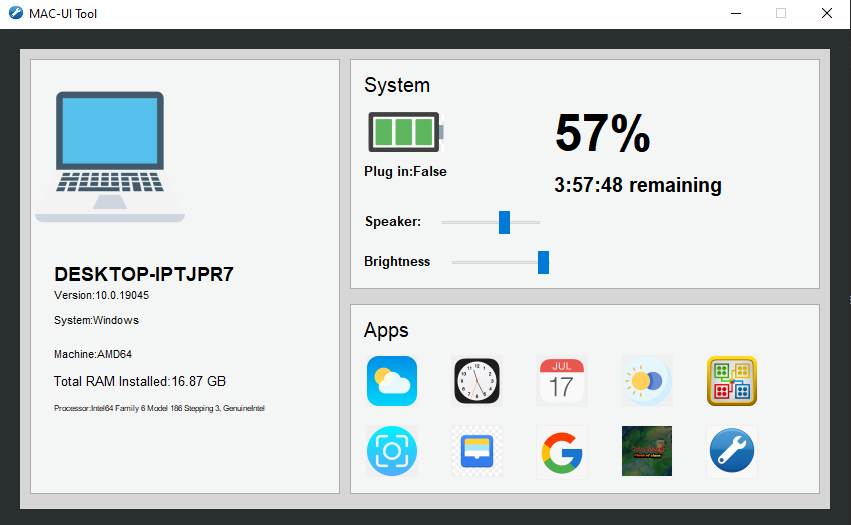 MAC-UI Tool
DESKTOP-IPTJPR7
Version:10.0.19045
System:Windows
Machine:AMD64
Total RAM Installed:16.87 GB
Processor:Intel64 Family 6 Model 186 Stepping 3, GenuineIntel
System
57%
Plug in:False
3:57:48 remaining
Speaker:
Brightness
Apps
JUL
17